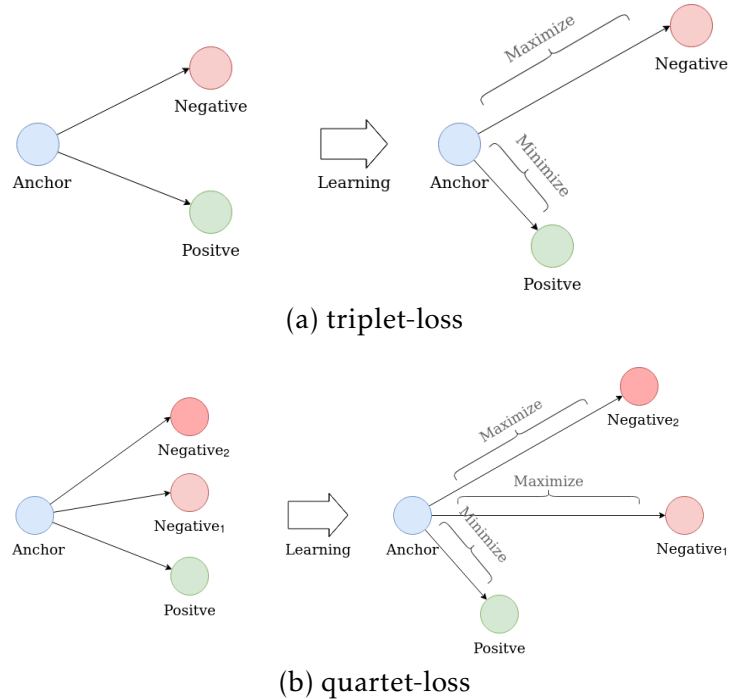 Negative
Anchor
Positve
Learning
Maximize
Negative
Anchor
Minimize
Positve
(a) triplet-loss
Negative₂
Negative₁
Anchor
Positve
Learning
Maximize
Negative₂
Maximize
Anchor
Negative₁
Minimize
Positve
(b) quartet-loss